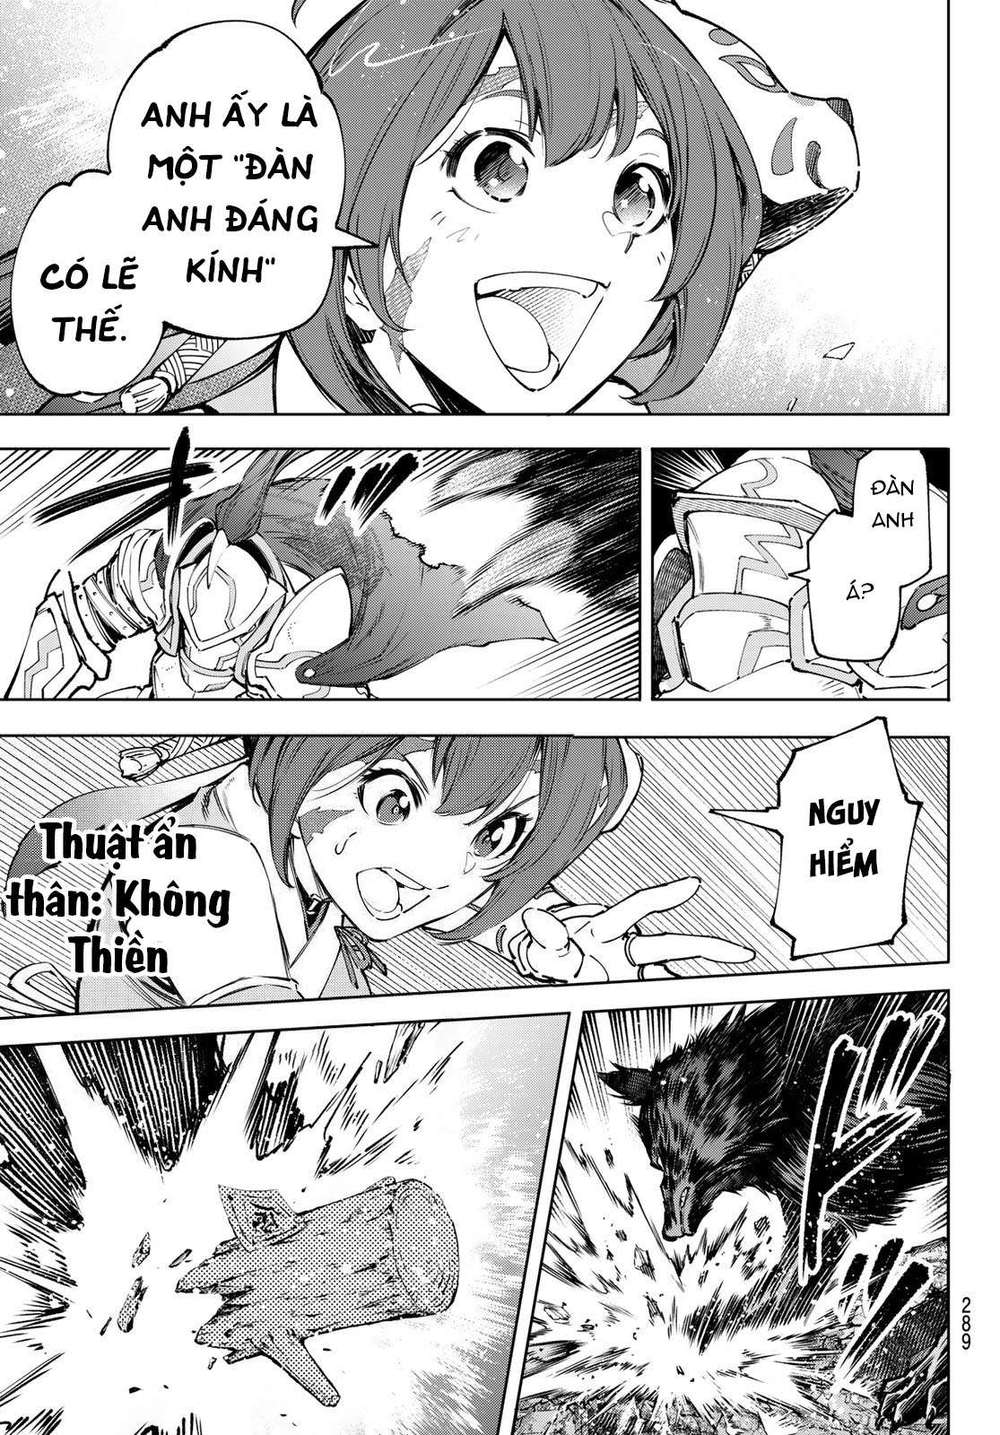 ANH ẤY LÀ
MỘT "ĐÀN
ANH ĐÁNG
KÍNH"
CÓ LẼ
THẾ.
ĐÀN
ANH
Á?
NGUY
HIỂM
Thuật ẩn
thân: Không
Thiền
ド
289